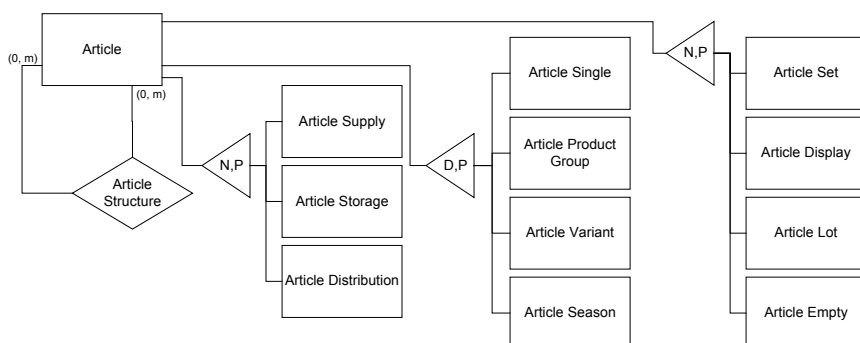 Article
(0, m)
(0, m)
Article
Structure
N,P
Article Supply
Article Storage
Article Distribution
D,P
Article Single
Article Product
Group
Article Variant
Article Season
N,P
Article Set
Article Display
Article Lot
Article Empty